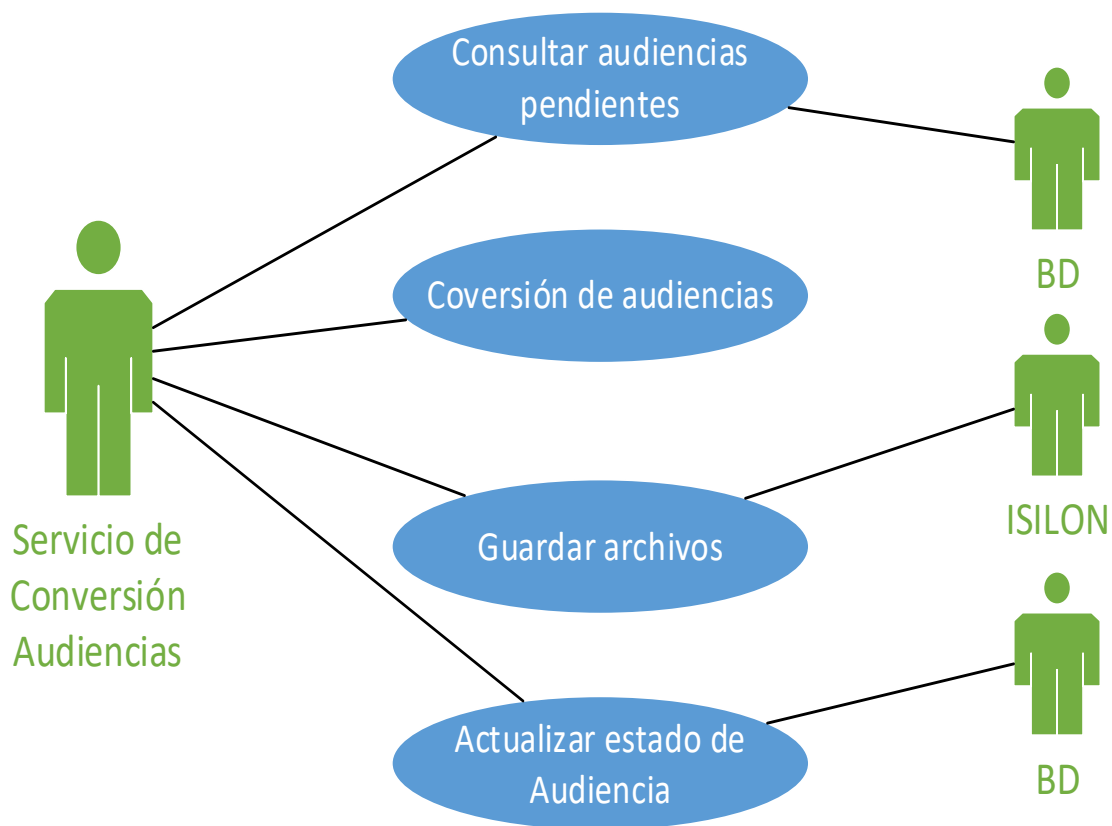 Consultar audiencias
pendientes
BD
Coversión de audiencias
ISILON
Servicio de
Conversión
Audiencias
Guardar archivos
Actualizar estado de
Audiencia
BD